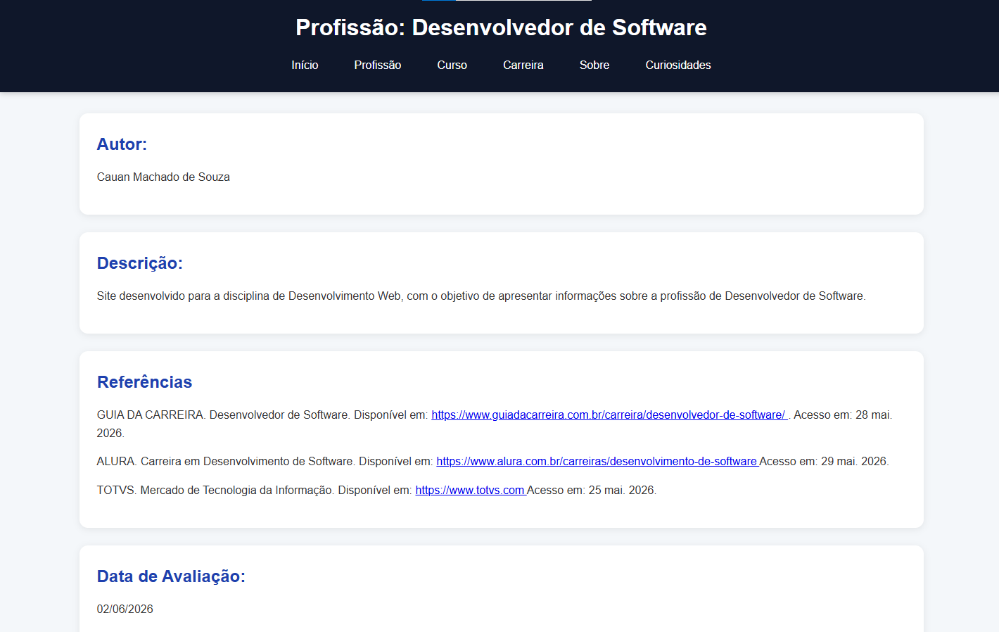 Profissão: Desenvolvedor de Software
Início Profissão Curso Carreira Sobre Curiosidades
Autor:
Cauan Machado de Souza
Descrição:
Site desenvolvido para a disciplina de Desenvolvimento Web, com o objetivo de apresentar informações sobre a profissão de Desenvolvedor de Software.
Referências
GUIA DA CARREIRA. Desenvolvedor de Software. Disponível em: https://www.guiadacarreira.com.br/carreira/desenvolvedor-de-software/ . Acesso em: 28 mai.
2026.
ALURA. Carreira em Desenvolvimento de Software. Disponível em: https://www.alura.com.br/carreiras/desenvolvimento-de-software Acesso em: 29 mai. 2026.
TOTVS. Mercado de Tecnologia da Informação. Disponível em: https://www.totvs.com Acesso em: 25 mai. 2026.
Data de Avaliação:
02/06/2026